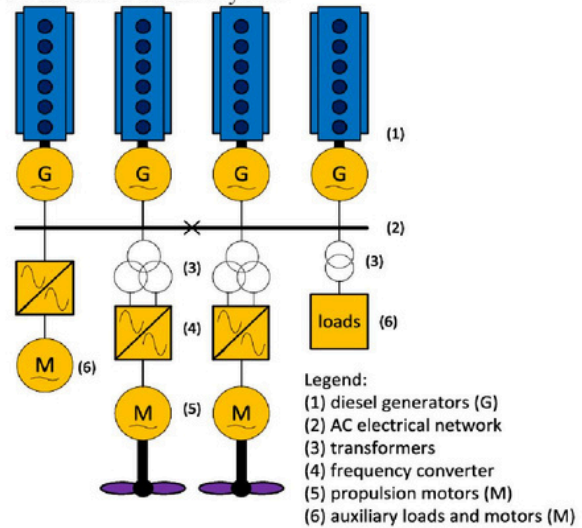 (1)
G G G G
(2)
(3) (3)
(4) loads (6)
M (6)
M (5) M
Legend:
(1) diesel generators (G)
(2) AC electrical network
(3) transformers
(4) frequency converter
(5) propulsion motors (M)
(6) auxiliary loads and motors (M)